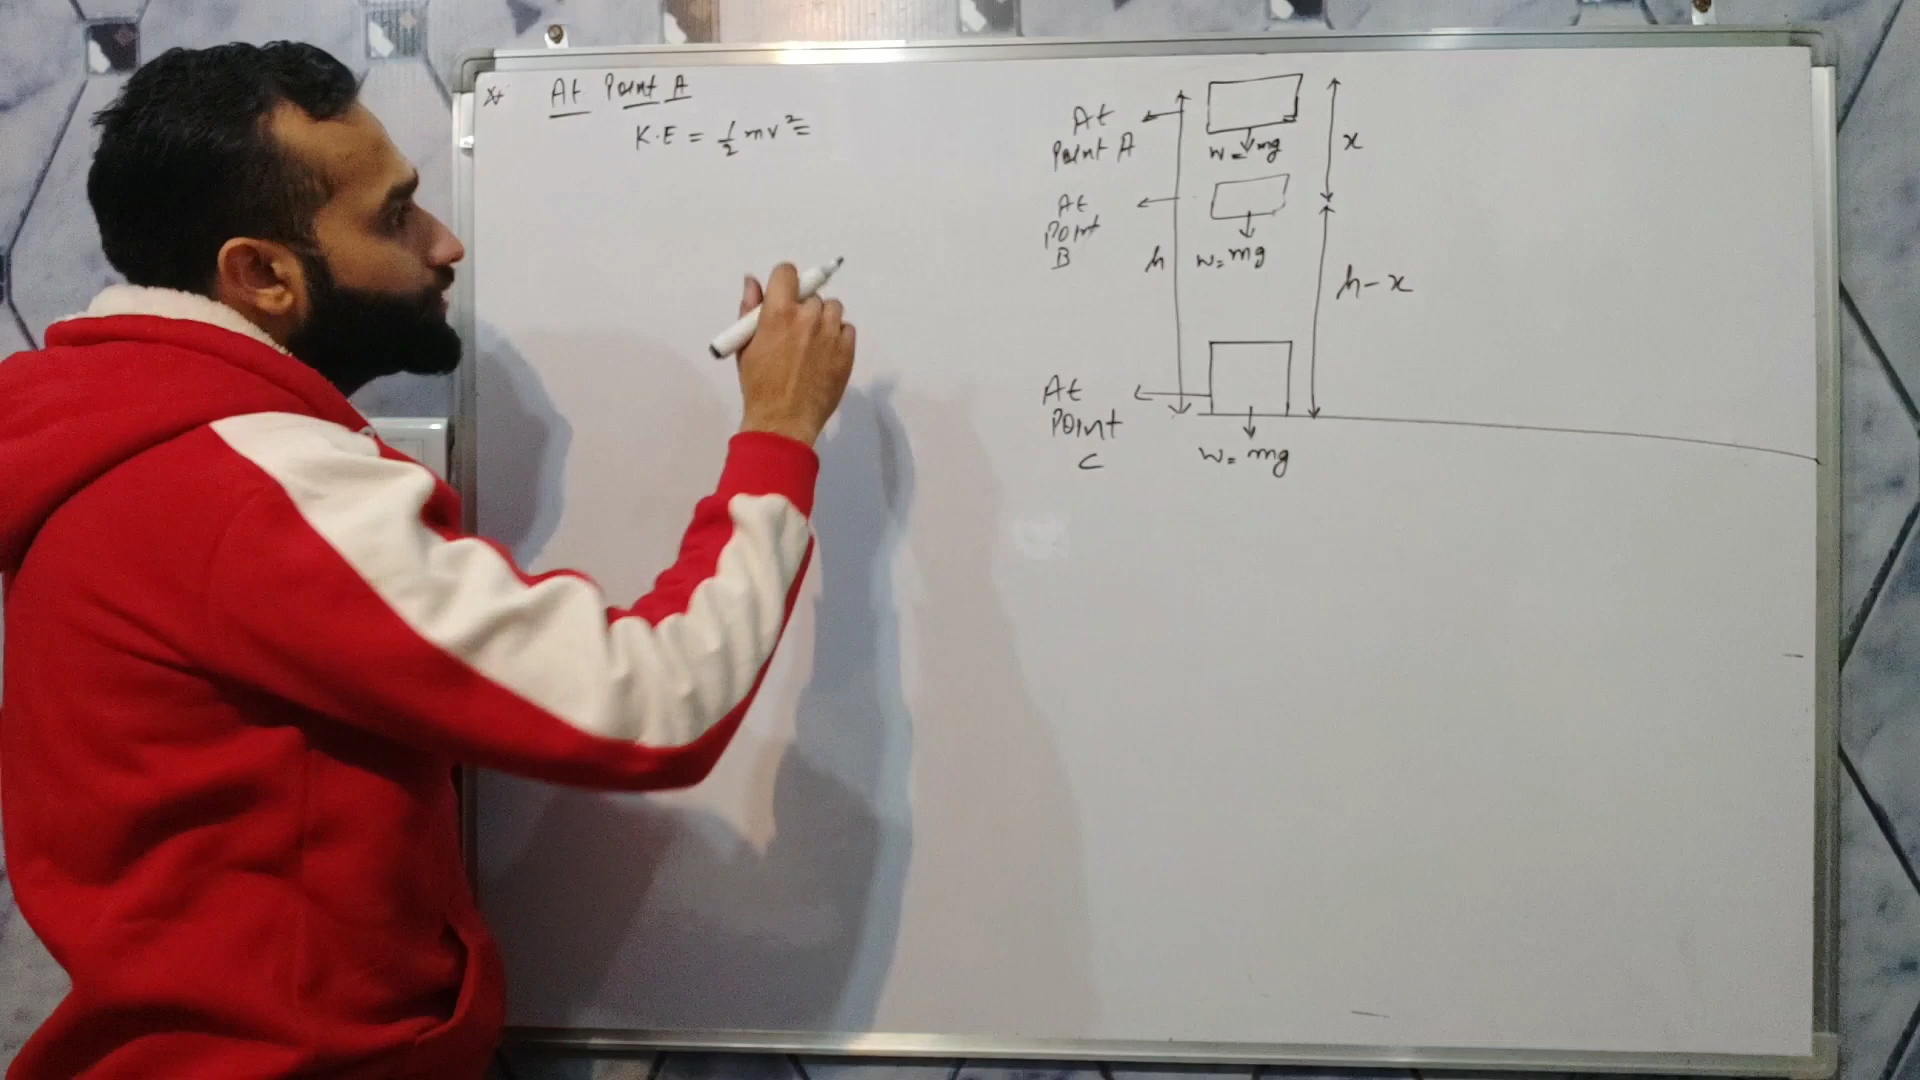 At Point A
K.E = 1/2 mv² =
At
Point A
w = mg
x
At
Point
B
h
w = mg
h - x
At
Point
C
w = mg